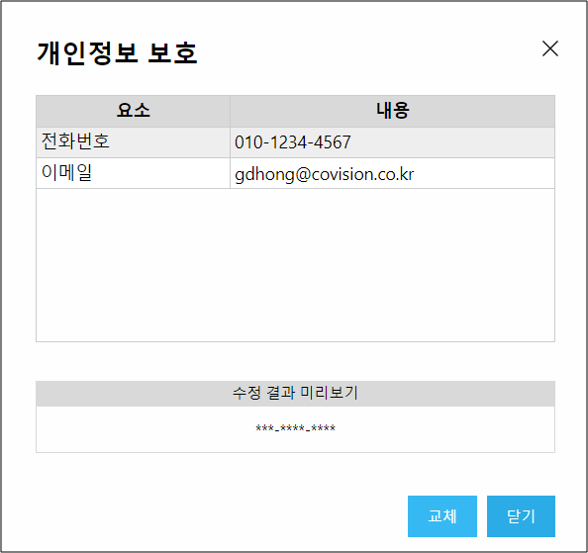 개인정보 보호
요소 내용
전화번호 010-1234-4567
이메일 gdhong@covision.co.kr
수정 결과 미리보기
***-****-****
교체 닫기